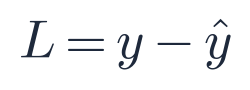 L = y − ŷ